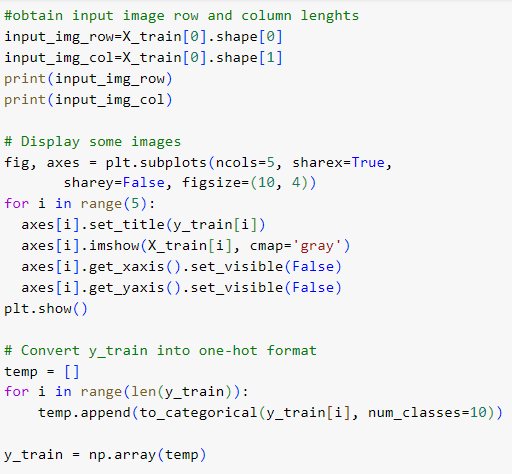 #obtain input image row and column lenghts
input_img_row=X_train[0].shape[0]
input_img_col=X_train[0].shape[1]
print(input_img_row)
print(input_img_col)

# Display some images
fig, axes = plt.subplots(ncols=5, sharex=True,
        sharey=False, figsize=(10, 4))
for i in range(5):
  axes[i].set_title(y_train[i])
  axes[i].imshow(X_train[i], cmap='gray')
  axes[i].get_xaxis().set_visible(False)
  axes[i].get_yaxis().set_visible(False)
plt.show()

# Convert y_train into one-hot format
temp = []
for i in range(len(y_train)):
    temp.append(to_categorical(y_train[i], num_classes=10))

y_train = np.array(temp)